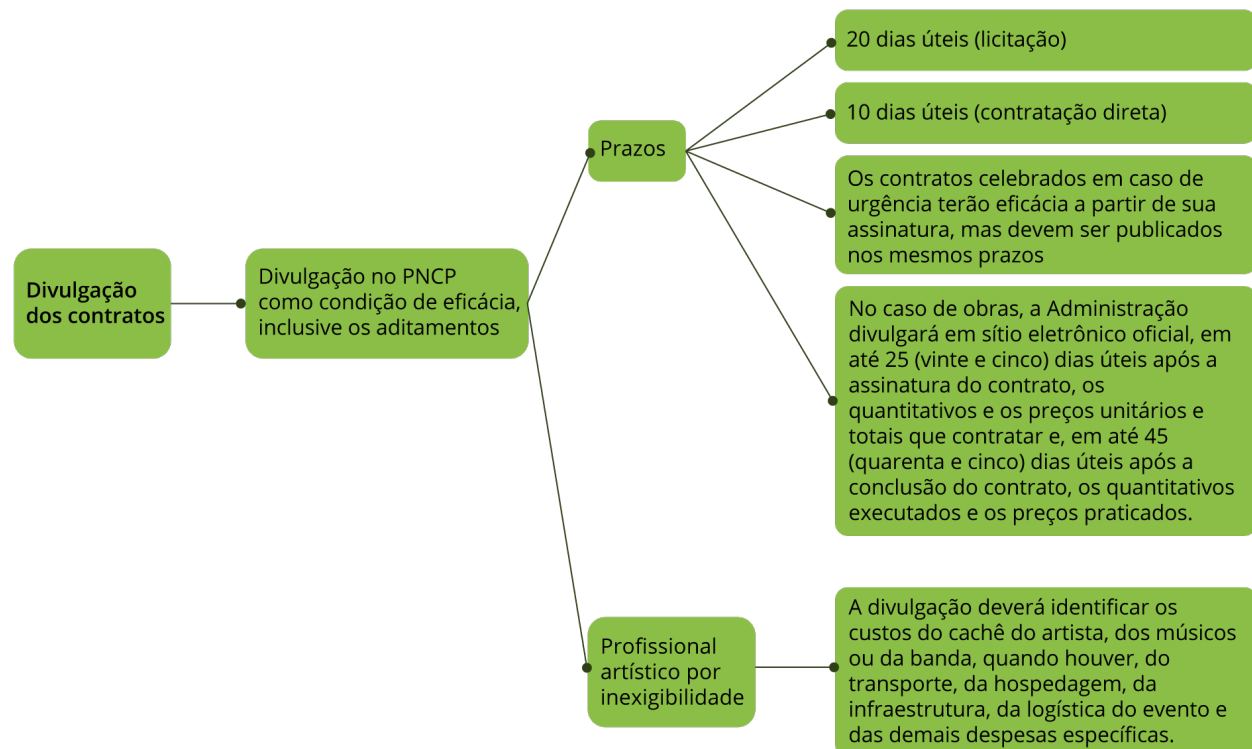 Divulgação
dos contratos
Divulgação no PNCP
como condição de eficácia,
inclusive os aditamentos
Prazos
20 dias úteis (licitação)
10 dias úteis (contratação direta)
Os contratos celebrados em caso de
urgência terão eficácia a partir de sua
assinatura, mas devem ser publicados
nos mesmos prazos
No caso de obras, a Administração
divulgará em sítio eletrônico oficial, em
até 25 (vinte e cinco) dias úteis após a
assinatura do contrato, os
quantitativos e os preços unitários e
totais que contratar e, em até 45
(quarenta e cinco) dias úteis após a
conclusão do contrato, os quantitativos
executados e os preços praticados.
Profissional
artístico por
inexigibilidade
A divulgação deverá identificar os
custos do cachê do artista, dos músicos
ou da banda, quando houver, do
transporte, da hospedagem, da
infraestrutura, da logística do evento e
das demais despesas específicas.